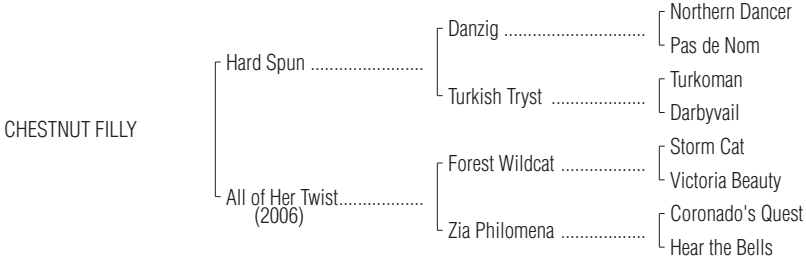 Northern Dancer
Danzig ..............................
Pas de Nom
Hard Spun ........................
Turkoman
Turkish Tryst ....................
Darbyvail
CHESTNUT FILLY
Storm Cat
Forest Wildcat ..................
Victoria Beauty
All of Her Twist..................
(2006)
Coronado's Quest
Zia Philomena ..................
Hear the Bells